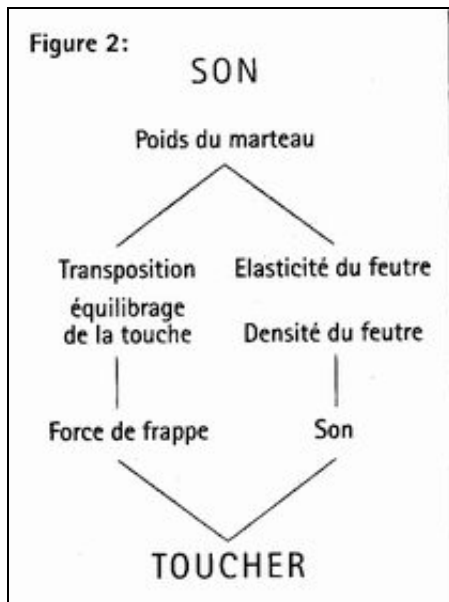 Figure 2:
SON
Poids du marteau
Transposition
Elasticité du feutre
équilibrage
de la touche
Densité du feutre
Force de frappe
Son
TOUCHER